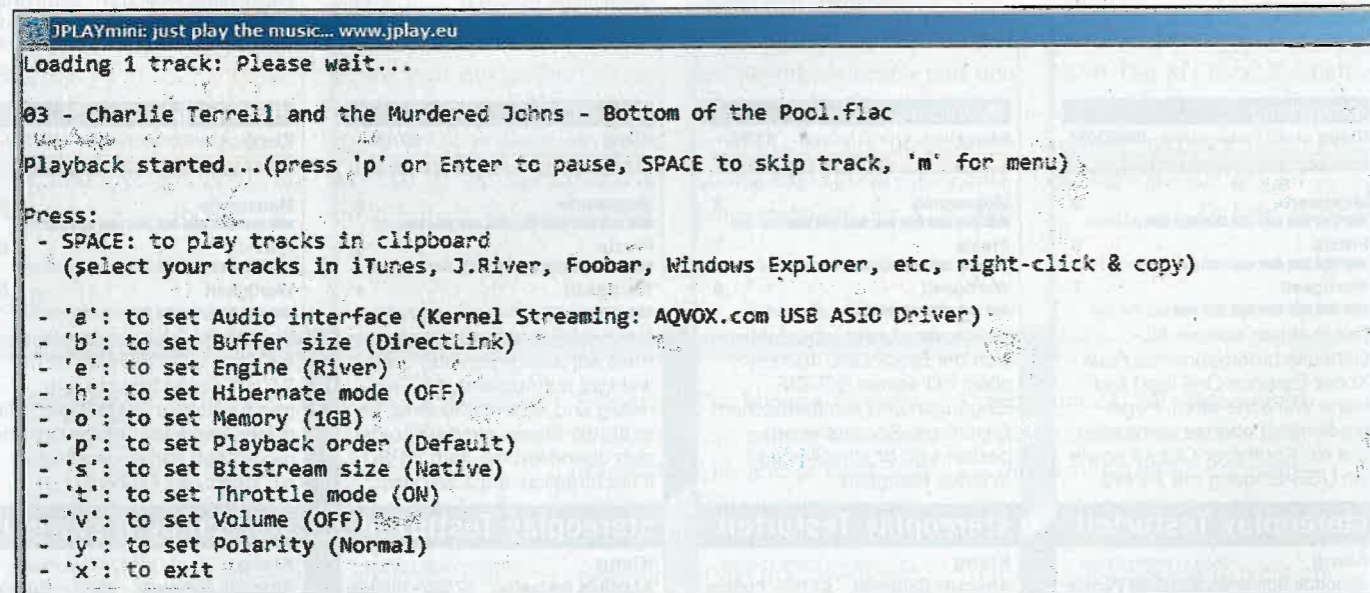 JPLAYmini: just play the music... www.jplay.eu
Loading 1 track: Please wait...
03 - Charlie Terrell and the Murdered Johns - Bottom of the Pool.flac
Playback started...(press 'p' or Enter to pause, SPACE to skip track, 'm' for menu)
Press:
- SPACE: to play tracks in clipboard
(select your tracks in iTunes, J.River, Foobar, Windows Explorer, etc, right-click & copy)
- 'a': to set Audio interface (Kernel Streaming: AQVOX.com USB ASIO Driver)
- 'b': to set Buffer size (DirectLink)
- 'e': to set Engine (River)
- 'h': to set Hibernate mode (OFF)
- 'o': to set Memory (1GB)
- 'p': to set Playback order (Default)
- 's': to set Bitstream size (Native)
- 't': to set Throttle mode (ON)
- 'v': to set Volume (OFF)
- 'y': to set Polarity (Normal)
- 'x': to exit